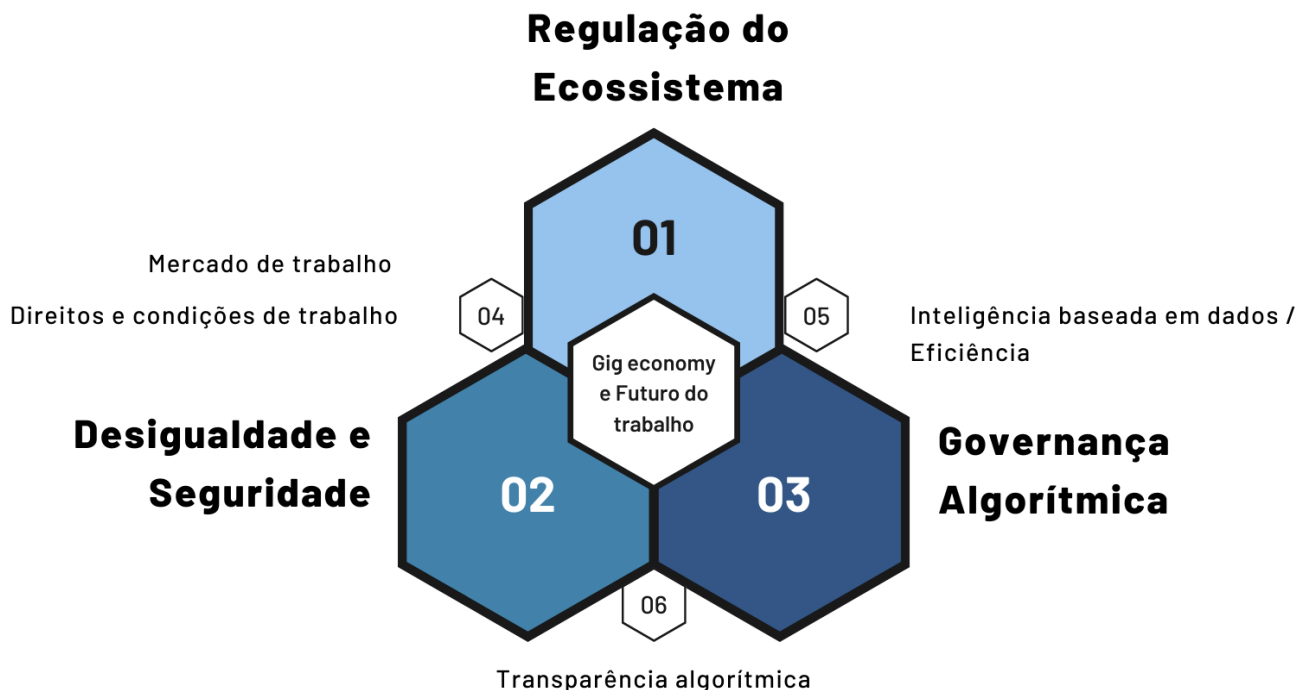 Regulação do
Ecossistema
01
Mercado de trabalho
Direitos e condições de trabalho
04
05
Inteligência baseada em dados /
Eficiência
Gig economy
e Futuro do
trabalho
Desigualdade e
Seguridade
02
03
Governança
Algorítmica
06
Transparência algorítmica